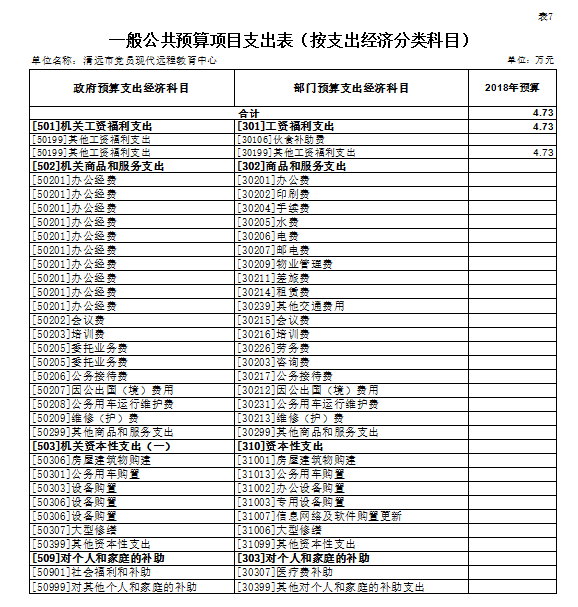 表7
一般公共预算项目支出表（按支出经济分类科目）
单位名称：清远市党员现代远程教育中心 单位：万元
政府预算支出经济科目 部门预算支出经济科目 2018年预算
合计 4.73
[501]机关工资福利支出 [301]工资福利支出 4.73
[50199]其他工资福利支出 [30106]伙食补助费
[50199]其他工资福利支出 [30199]其他工资福利支出 4.73
[502]机关商品和服务支出 [302]商品和服务支出
[50201]办公经费 [30201]办公费
[50201]办公经费 [30202]印刷费
[50201]办公经费 [30204]手续费
[50201]办公经费 [30205]水费
[50201]办公经费 [30206]电费
[50201]办公经费 [30207]邮电费
[50201]办公经费 [30209]物业管理费
[50201]办公经费 [30211]差旅费
[50201]办公经费 [30214]租赁费
[50201]办公经费 [30239]其他交通费用
[50202]会议费 [30215]会议费
[50203]培训费 [30216]培训费
[50205]委托业务费 [30226]劳务费
[50205]委托业务费 [30203]咨询费
[50206]公务接待费 [30217]公务接待费
[50207]因公出国（境）费用 [30212]因公出国（境）费用
[50208]公务用车运行维护费 [30231]公务用车运行维护费
[50209]维修（护）费 [30213]维修（护）费
[50299]其他商品和服务支出 [30299]其他商品和服务支出
[503]机关资本性支出（一） [310]资本性支出
[50306]房屋建筑物购建 [31001]房屋建筑物购建
[50301]公务用车购置 [31013]公务用车购置
[50303]设备购置 [31002]办公设备购置
[50306]设备购置 [31003]专用设备购置
[50306]设备购置 [31007]信息网络及软件购置更新
[50307]大型修缮 [31006]大型修缮
[50399]其他资本性支出 [31099]其他资本性支出
[509]对个人和家庭的补助 [303]对个人和家庭的补助
[50901]社会福利和补助 [30307]医疗费补助
[50999]对其他个人和家庭的补助 [30399]其他对个人和家庭的补助支出